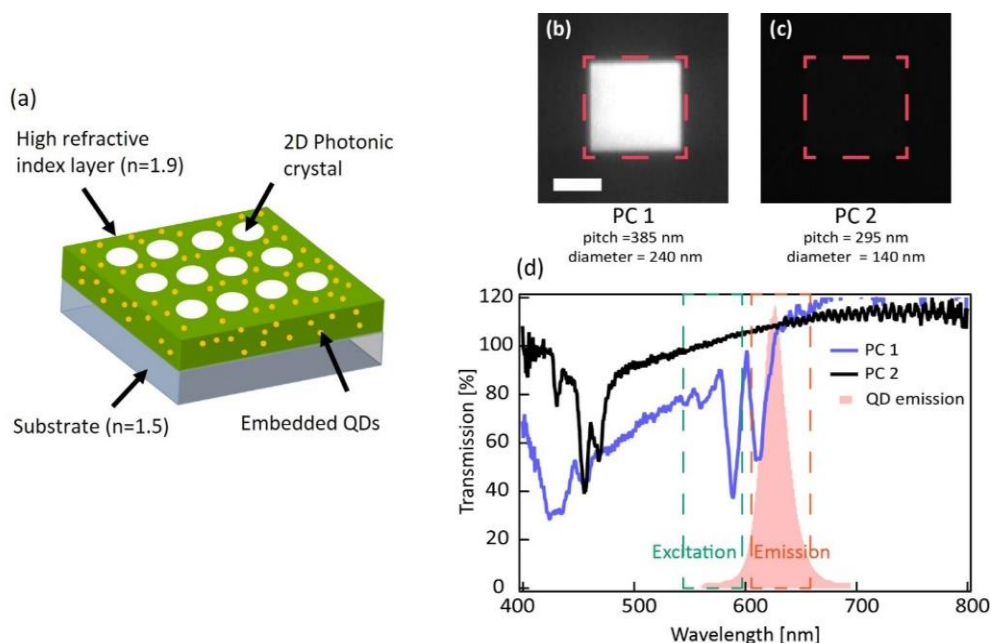 (a)
High refractive
index layer (n=1.9)
2D Photonic
crystal
Substrate (n=1.5)
Embedded QDs
(b)
PC 1
pitch =385 nm
diameter = 240 nm
(c)
PC 2
pitch = 295nm
diameter = 140 nm
(d)
120
100
80
60
40
20
0
Transmission [%]
PC 1
PC 2
QD emission
Excitation
Emission
400
500
600
700
800
Wavelength [nm]